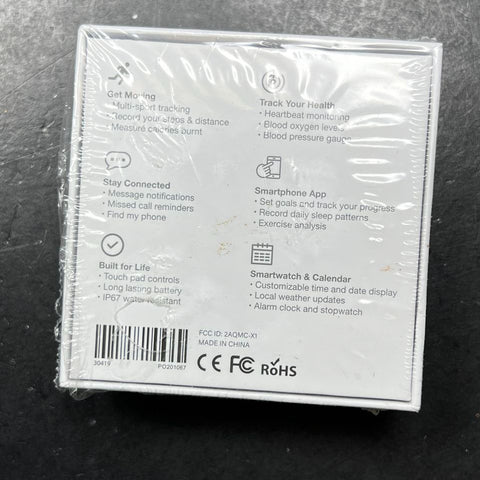 Get Moving
• Multi-sport tracking
• Record your steps & distance
• Measure calories burnt
Track Your Health
• Heartbeat monitoring
• Blood oxygen levels
• Blood pressure gauge
Stay Connected
• Message notifications
• Missed call reminders
• Find my phone
Smartphone App
• Set goals and track your progress
• Record daily sleep patterns
• Exercise analysis
Built for Life
• Touch pad controls
• Long lasting battery
• IP67 water resistant
Smartwatch & Calendar
• Customizable time and date display
• Local weather updates
• Alarm clock and stopwatch
30419
PO201067
FCC ID: 2AQMC-X1
MADE IN CHINA
CE FC RoHS